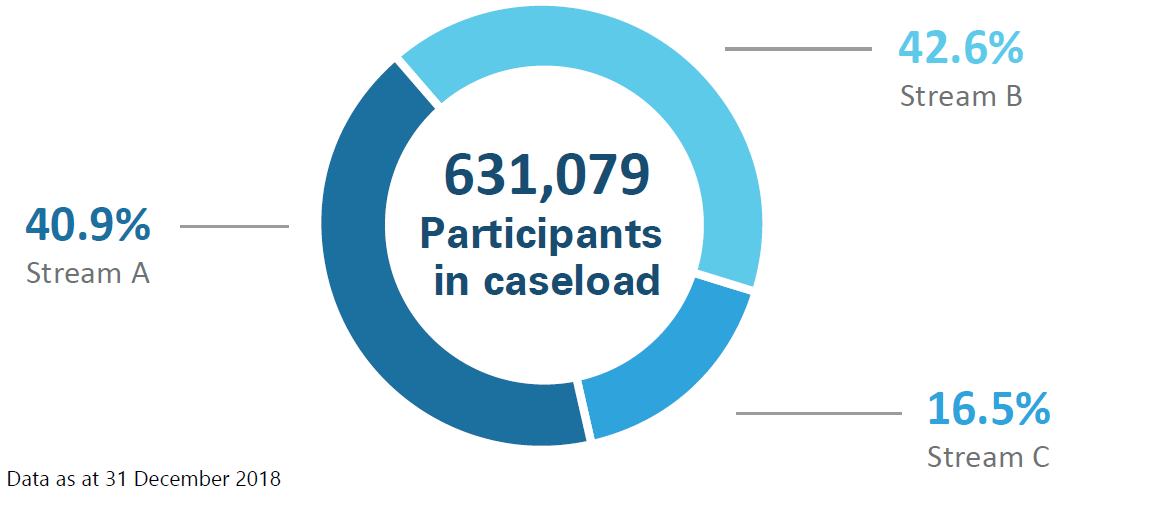 42.6%
Stream B
631,079
Participants
in caseload
40.9%
Stream A
16.5%
Stream C
Data as at 31 December 2018